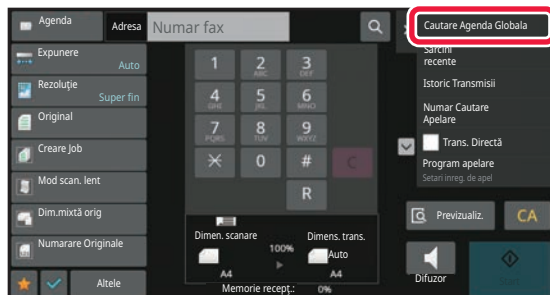 Agenda
Adresa
Numar fax
Cautare Agenda Globala
Expunere
Auto
Sarcini
recente
Rezoluţie
Super fin
Istoric Transmisii
Original
Numar Cautare
Apelare
Creare Job
Trans. Directă
Mod scan. lent
Program apelare
Setari inreg. de apel
Dim.mixtă orig
Numarare Originale
Altele
1
2
ABC
3
DEF
4
GHI
5
JKL
6
MNO
7
PQRS
8
TUV
9
WXYZ
0
#
C
R
Dimen. scanare
100%
Dimens. trans.
Auto
A4
A4
Memorie recepţ.:
0%
Previzualiz.
CA
Difuzor
Start